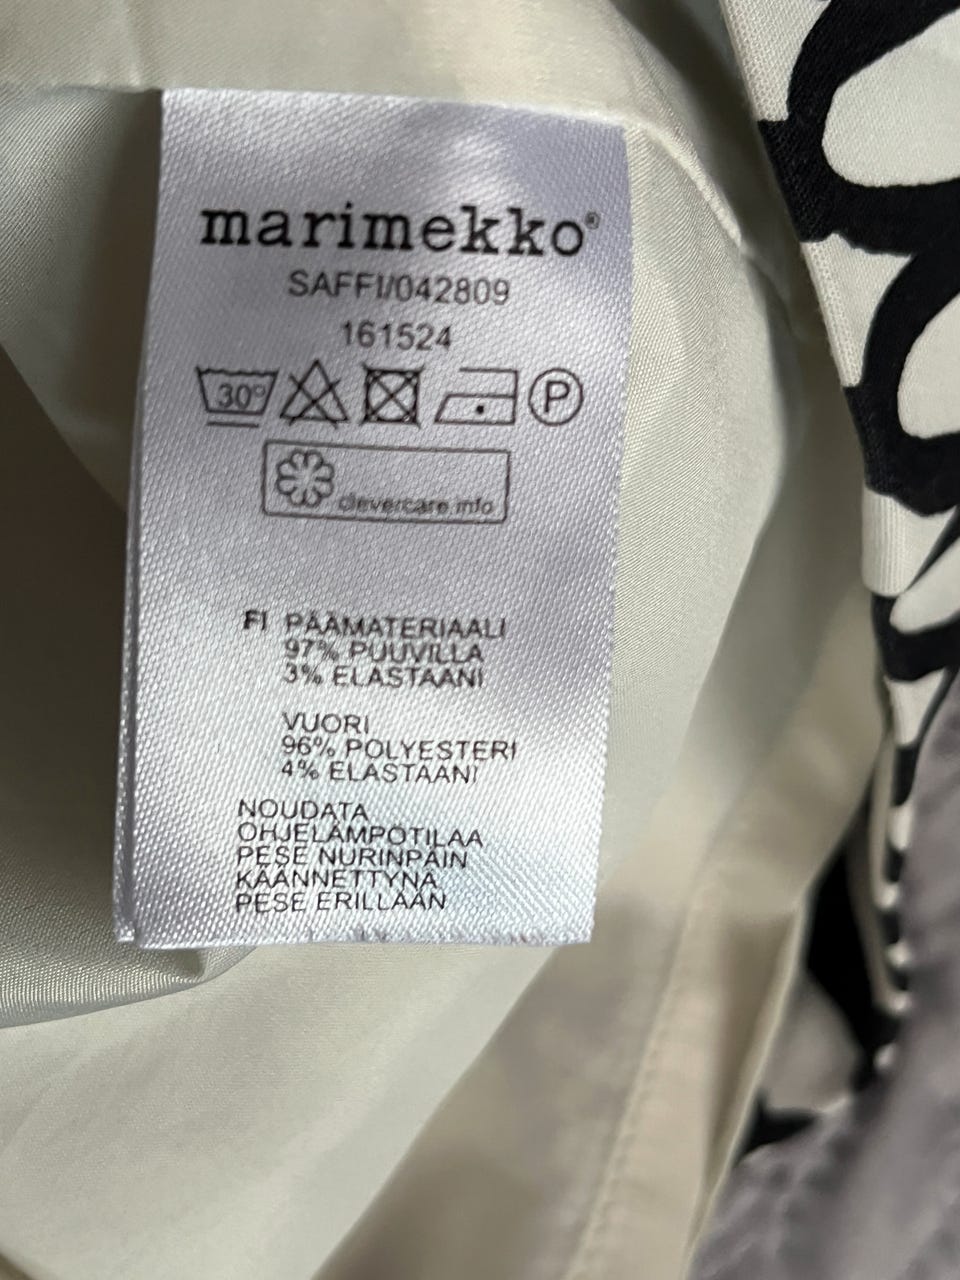 marimekko®
SAFFI/042809
161524
30° P
clevercare.info
FI PÄÄMATERIAALI
97% PUUVILLA
3% ELASTAANI
VUORI
96% POLYESTERI
4% ELASTAANI
NOUDATA
OHJELÄMPÖTILAA
PESE NURINPÄIN
KÄÄNNETTYNÄ
PESE ERILLÄÄN